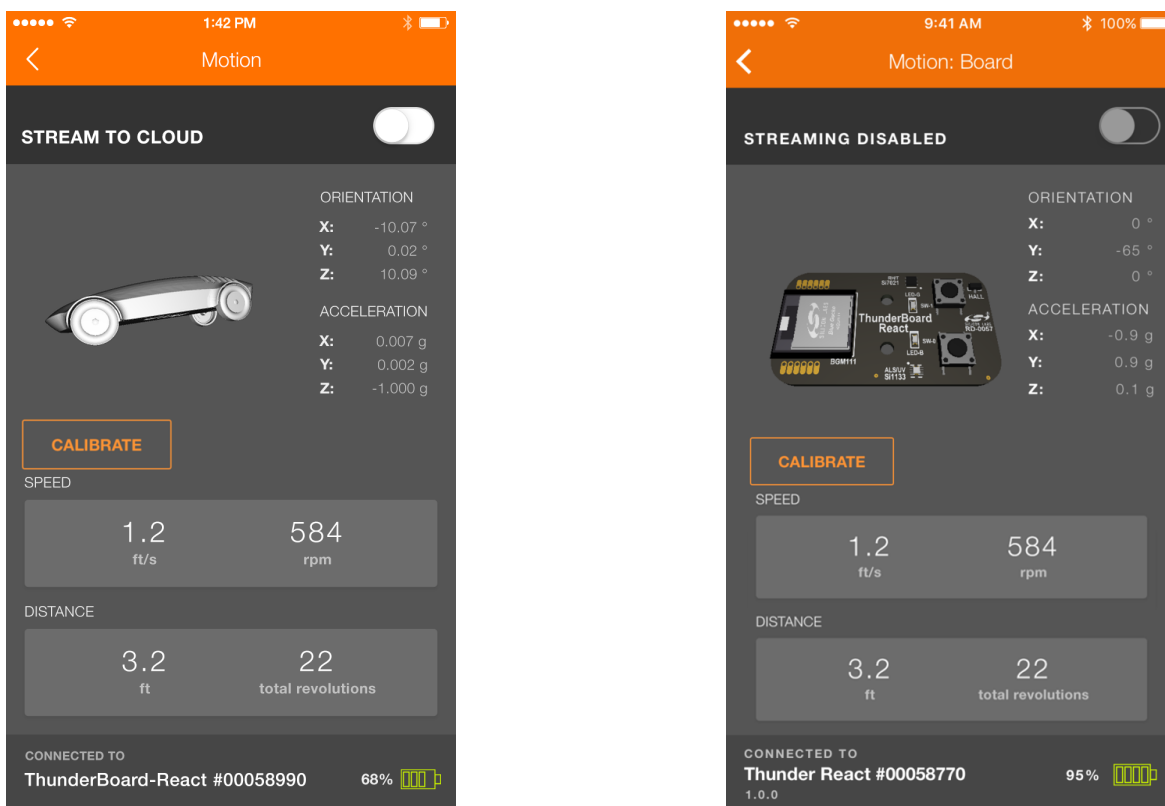 1:42 PM
Motion
STREAM TO CLOUD
ORIENTATION
X: -10.07 °
Y: 0.02 °
Z: 10.09 °
ACCELERATION
X: 0.007 g
Y: 0.002 g
Z: -1.000 g
CALIBRATE
SPEED
1.2 584
ft/s rpm
DISTANCE
3.2 22
ft total revolutions
CONNECTED TO
ThunderBoard-React #00058990 68%
9:41 AM 100%
Motion: Board
STREAMING DISABLED
ORIENTATION
X: 0 °
Y: -65 °
Z: 0 °
ACCELERATION
X: -0.9 g
Y: 0.9 g
Z: 0.1 g
RHT
Si7021
LED-G
SW-1
HALL
ThunderBoard
React
RD-0057
SW-0
LED-B
BGM111
ALS/UV
Si1133
CALIBRATE
SPEED
1.2 584
ft/s rpm
DISTANCE
3.2 22
ft total revolutions
CONNECTED TO
Thunder React #00058770 95%
1.0.0